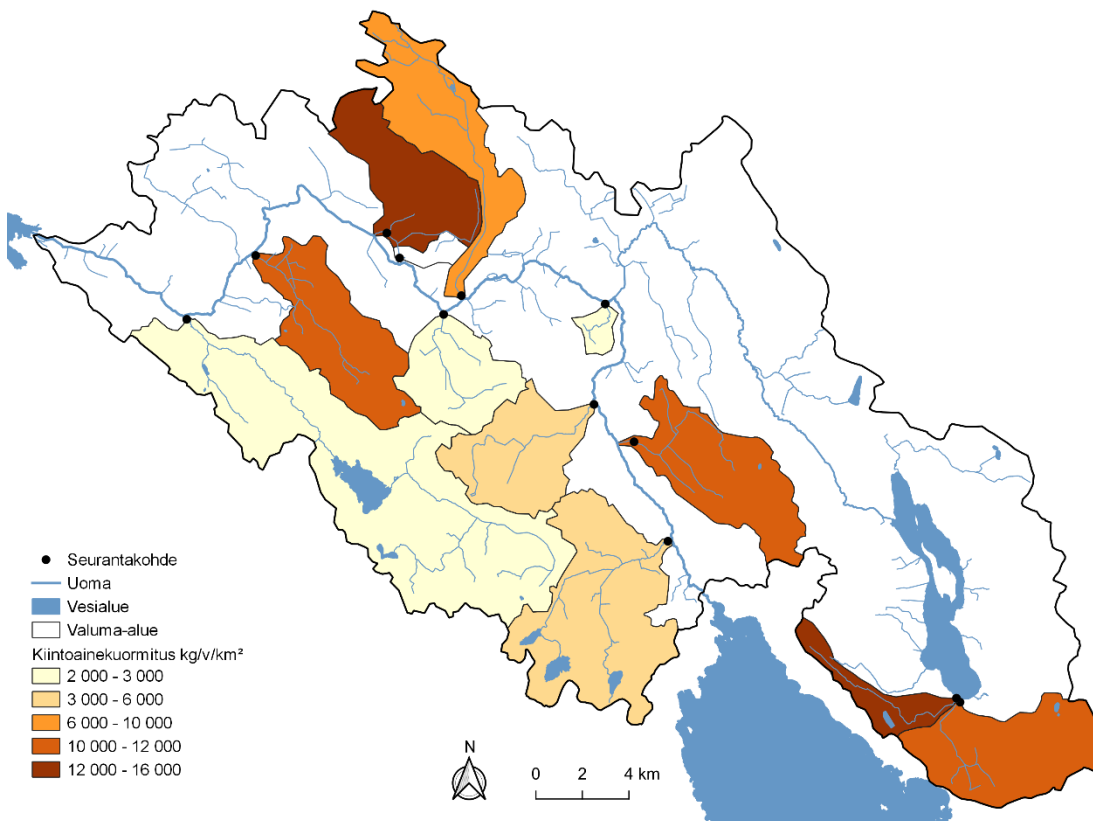 Seurantakohde
Uoma
Vesialue
Valuma-alue
Kiintoainekuormitus kg/v/km²
2 000 - 3 000
3 000 - 6 000
6 000 - 10 000
10 000 - 12 000
12 000 - 16 000
N
0 2 4 km